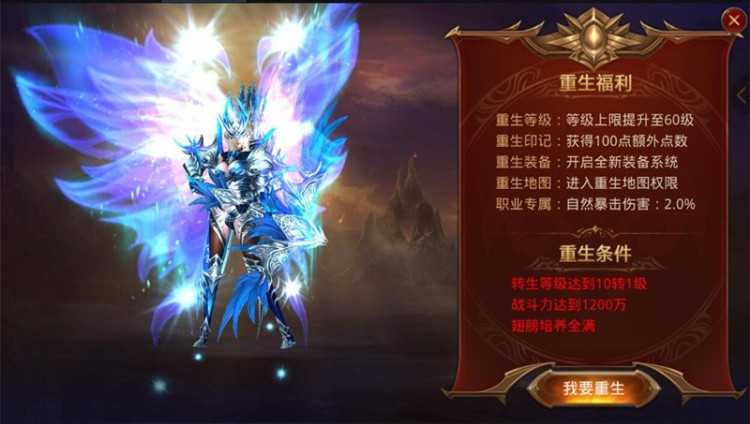 重生福利
重生等级：等级上限提升至60级
重生印记：获得100点额外点数
重生装备：开启全新装备系统
重生地图：进入重生地图权限
职业专属：自然暴击伤害：2.0%
重生条件
转生等级达到10转1级
战斗力达到1200万
翅膀培养全满
我要重生